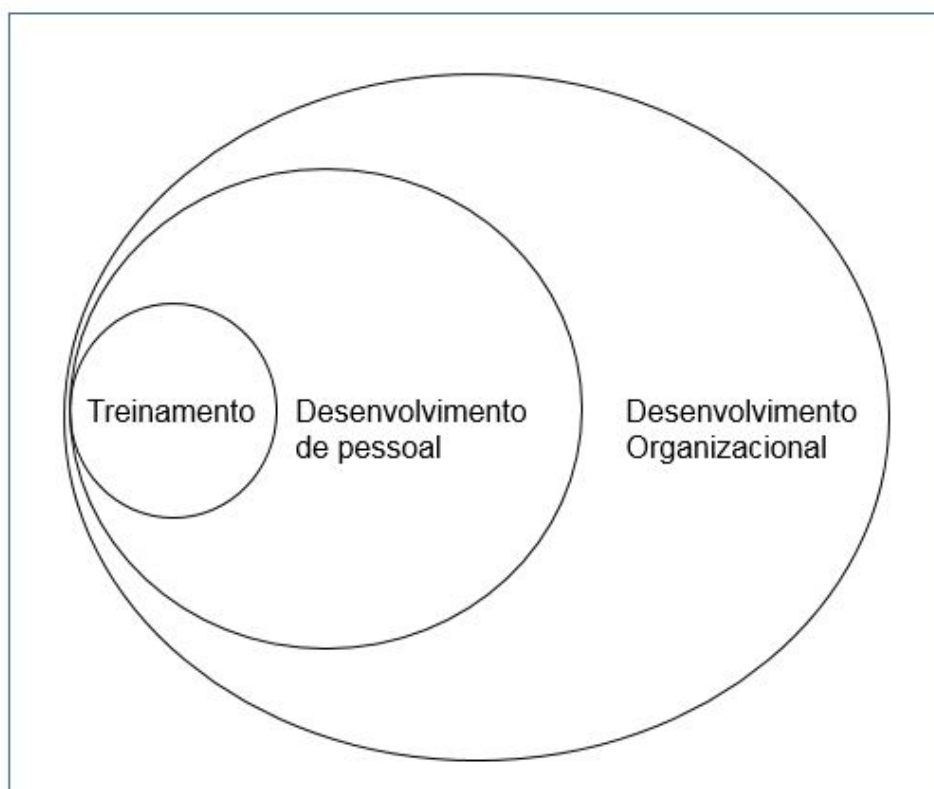 Treinamento
Desenvolvimento
de pessoal
Desenvolvimento
Organizacional